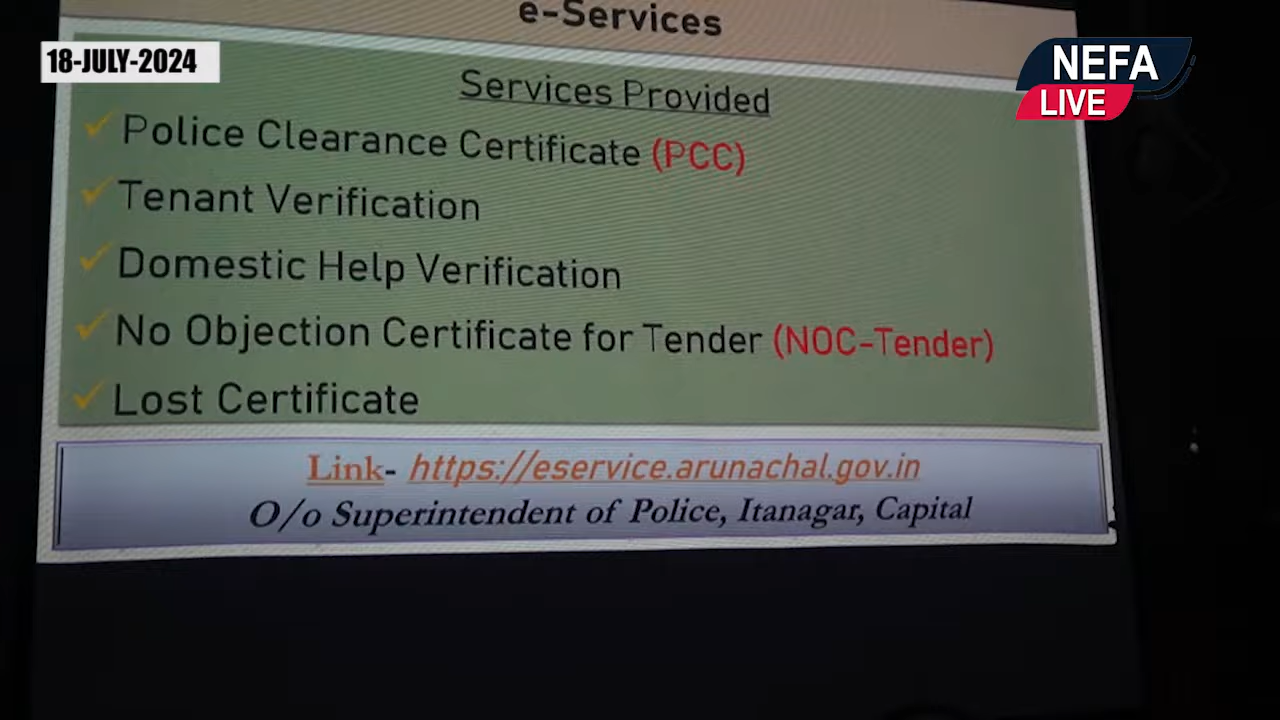 e-Services
18-JULY-2024
NEFA
LIVE
Services Provided
Police Clearance Certificate (PCC)
Tenant Verification
Domestic Help Verification
No Objection Certificate for Tender (NOC-Tender)
Lost Certificate
Link- https://eservice.arunachal.gov.in
O/o Superintendent of Police, Itanagar, Capital